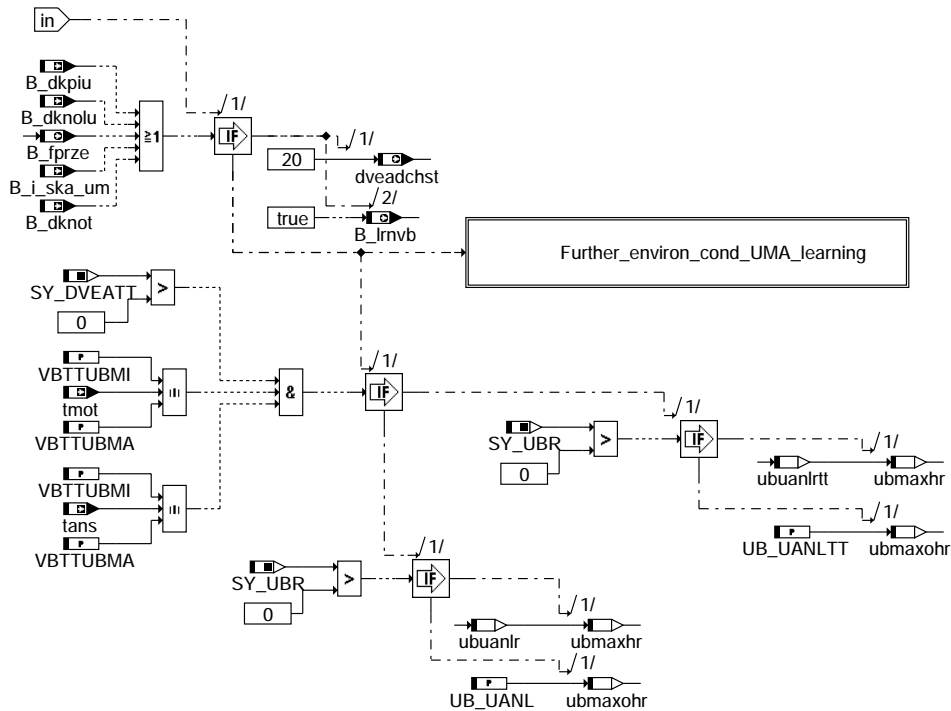 in
/1/
B_dkpiu
B_dknolu
B_fprze
B_i_ska_um
B_dknot
≥1
IF
/1/
20
dveadchst
/2/
true
B_lrnvb
Further_environ_cond_UMA_learning
SY_DVEATT
>
0
/1/
P
VBTTUBMI
tmot
P
VBTTUBMA
&
IF
/1/
SY_UBR
>
0
IF
/1/
ubuanlrtt
ubmaxhr
/1/
P
UB_UANLTT
ubmaxohr
P
VBTTUBMI
tans
P
VBTTUBMA
/1/
SY_UBR
>
0
IF
/1/
ubuanlr
ubmaxhr
/1/
P
UB_UANL
ubmaxohr